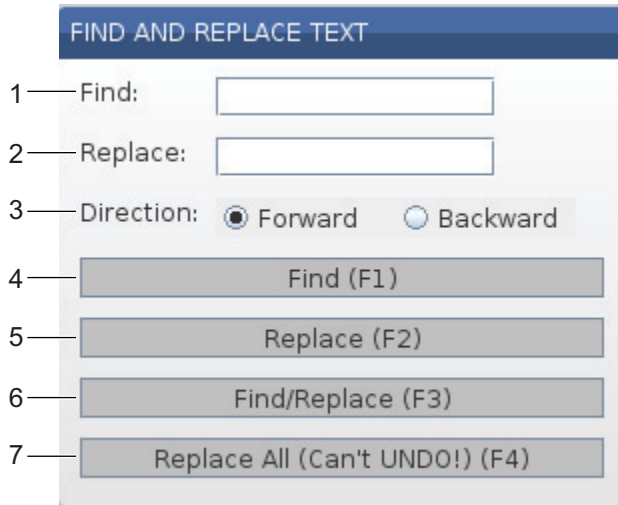 FIND AND REPLACE TEXT
1 Find:
2 Replace:
3 Direction: Forward Backward
4 Find (F1)
5 Replace (F2)
6 Find/Replace (F3)
7 Replace All (Can't UNDO!) (F4)